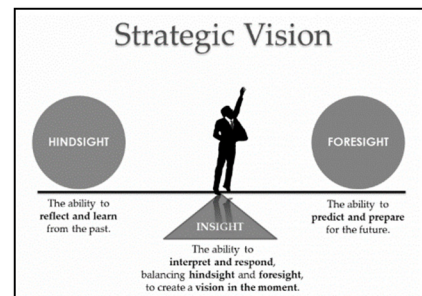 Strategic Vision
HINDSIGHT
The ability to
reflect and learn
from the past.
INSIGHT
The ability to
interpret and respond,
balancing hindsight and foresight,
to create a vision in the moment.
FORESIGHT
The ability to
predict and prepare
for the future.